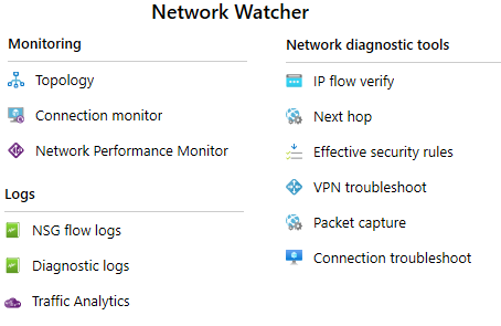 Network Watcher
Monitoring
Topology
Connection monitor
Network Performance Monitor
Logs
NSG flow logs
Diagnostic logs
Traffic Analytics
Network diagnostic tools
IP flow verify
Next hop
Effective security rules
VPN troubleshoot
Packet capture
Connection troubleshoot